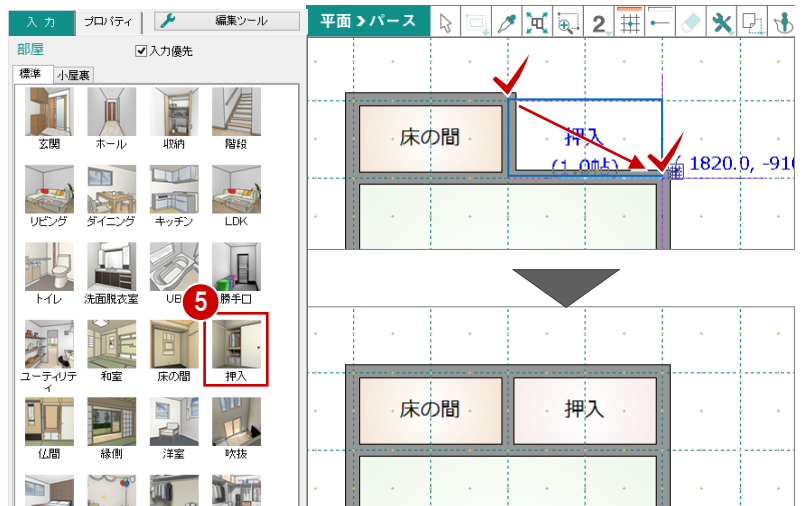 入 力
プロパティ
編集ツール
部屋
入力優先
標準
小屋裏
玄関
ホール
収納
階段
リビング
ダイニング
キッチン
LDK
トイレ
洗面脱衣室
UB
勝手口
5
ユーティリテ
ィ
和室
床の間
押入
仏間
縁側
洋室
吹抜
平面
パース
2
床の間
押入
(1.0帖)
( 1820.0, -910
床の間
押入